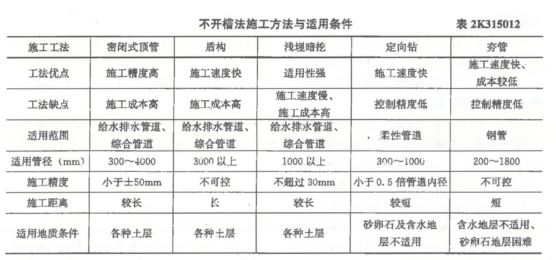 不开槽法施工方法与适用条件 表 2K315012
施工工法 密闭式顶管 盾构 浅埋暗挖 定向钻 夯管
工法优点 施工精度高 施工速度快 适用性强 施工速度快 施工速度快、
成本较低
工法缺点 施工成本高 施工成本高 施工速度慢、
施工成本高 控制精度低 控制精度低
适用范围 给水排水管道、
综合管道 给水排水管道、
综合管道 给水排水管道、
综合管道 柔性管道 钢管
适用管径（mm） 300～4000 3000 以上 1000 以上 300～1000 200～1800
施工精度 小于±50mm 不可控 不超过 30mm 小于 0.5 倍管道内径 不可控
施工距离 较长 长 较长 较短 短
适用地质条件 各种土层 各种土层 各种土层 砂卵石及含水地
层不适用 含水地层不适用、
砂卵石地层困难